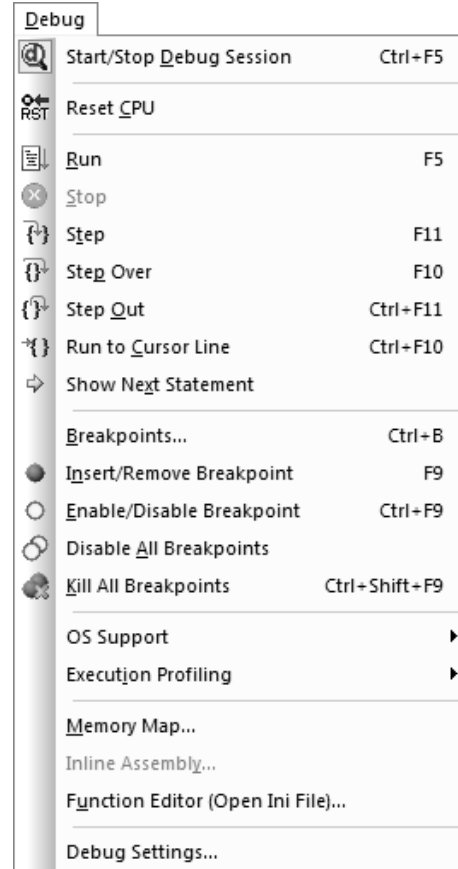 Debug
Start/Stop Debug Session Ctrl+F5
RST Reset CPU
Run F5
Stop
Step F11
Step Over F10
Step Out Ctrl+F11
Run to Cursor Line Ctrl+F10
Show Next Statement
Breakpoints... Ctrl+B
Insert/Remove Breakpoint F9
Enable/Disable Breakpoint Ctrl+F9
Disable All Breakpoints
Kill All Breakpoints Ctrl+Shift+F9
OS Support
Execution Profiling
Memory Map...
Inline Assembly...
Function Editor (Open Ini File)...
Debug Settings...